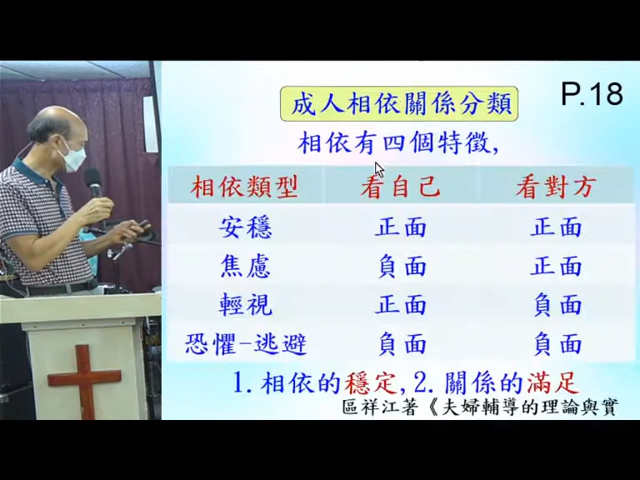 P.18
成人相依關係分類
相依有四個特徵,
相依類型 看自己 看對方
安穩 正面 正面
焦慮 負面 正面
輕視 正面 負面
恐懼-逃避 負面 負面
1.相依的穩定,2.關係的滿足
區祥江著《夫婦輔導的理論與實